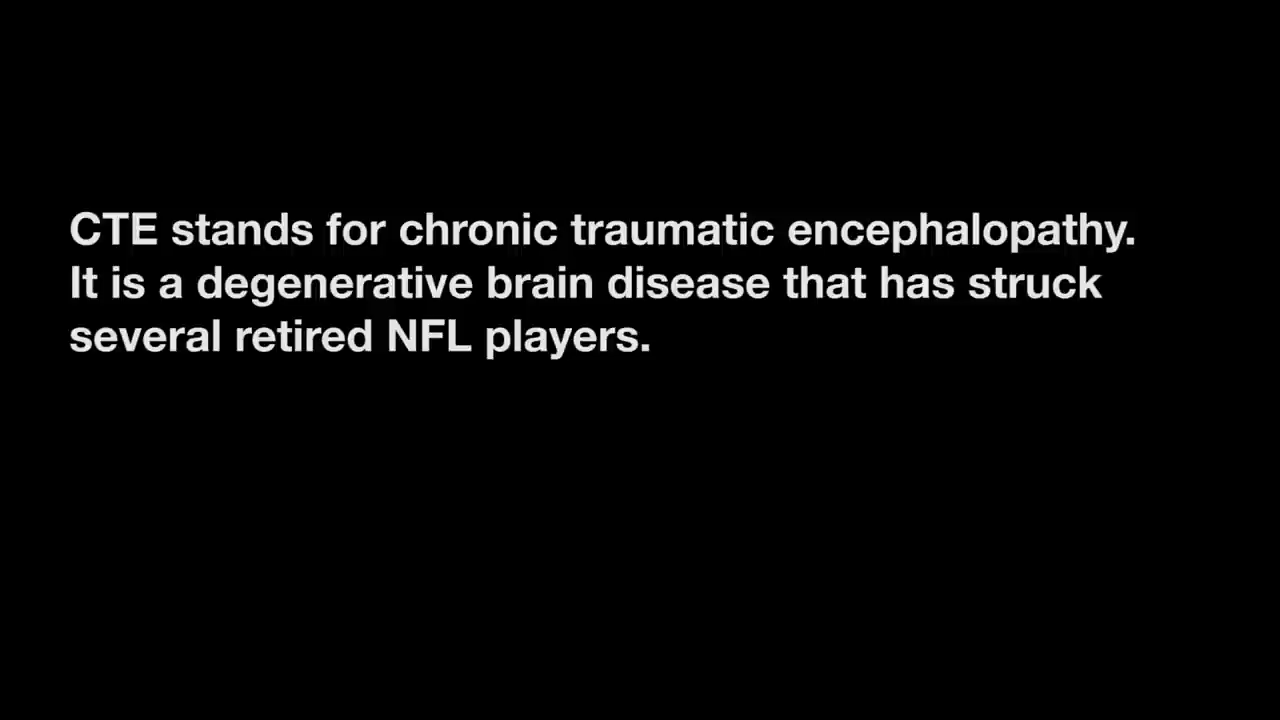 CTE stands for chronic traumatic encephalopathy.
It is a degenerative brain disease that has struck
several retired NFL players.